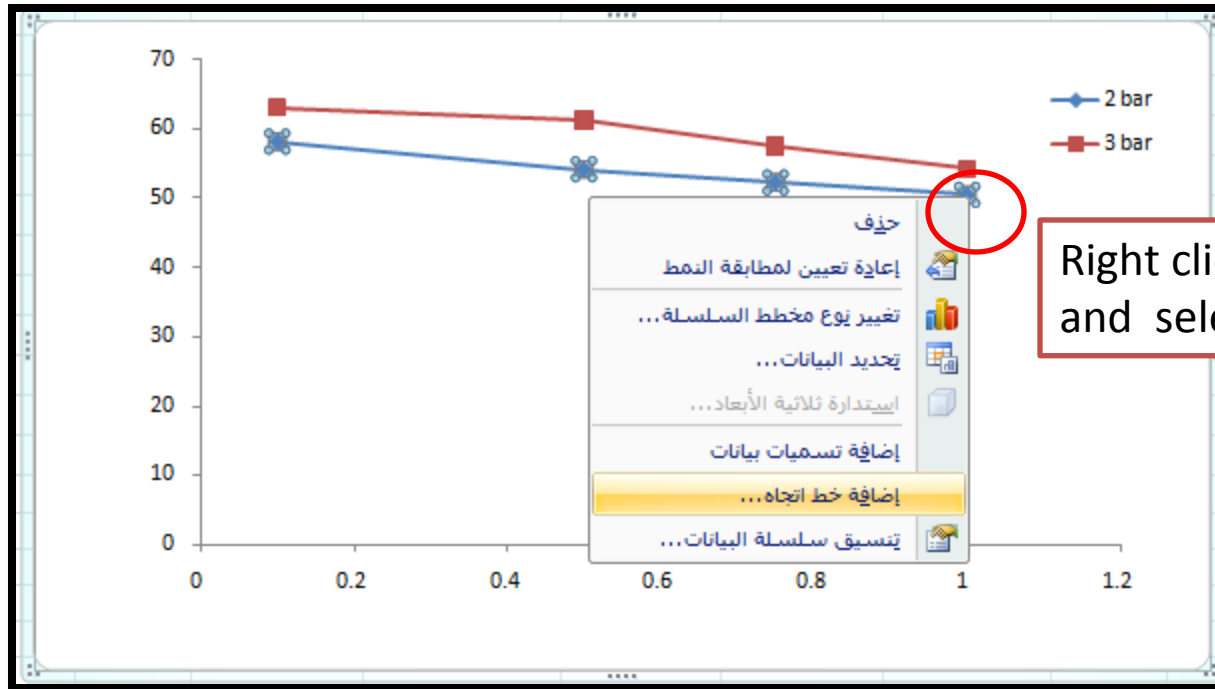 70
60
50
40
30
20
10
0
0 0.2 0.4 0.6 0.8 1 1.2
2 bar
3 bar
حذف
إعادة تعيين لمطابقة النمط
تغيير نوع مخطط السلسلة...
تحديد البيانات...
استدارة ثلاثية الأبعاد...
إضافة تسميات بيانات
إضافة خط اتجاه...
تنسيق سلسلة البيانات...
Right cli
and sele